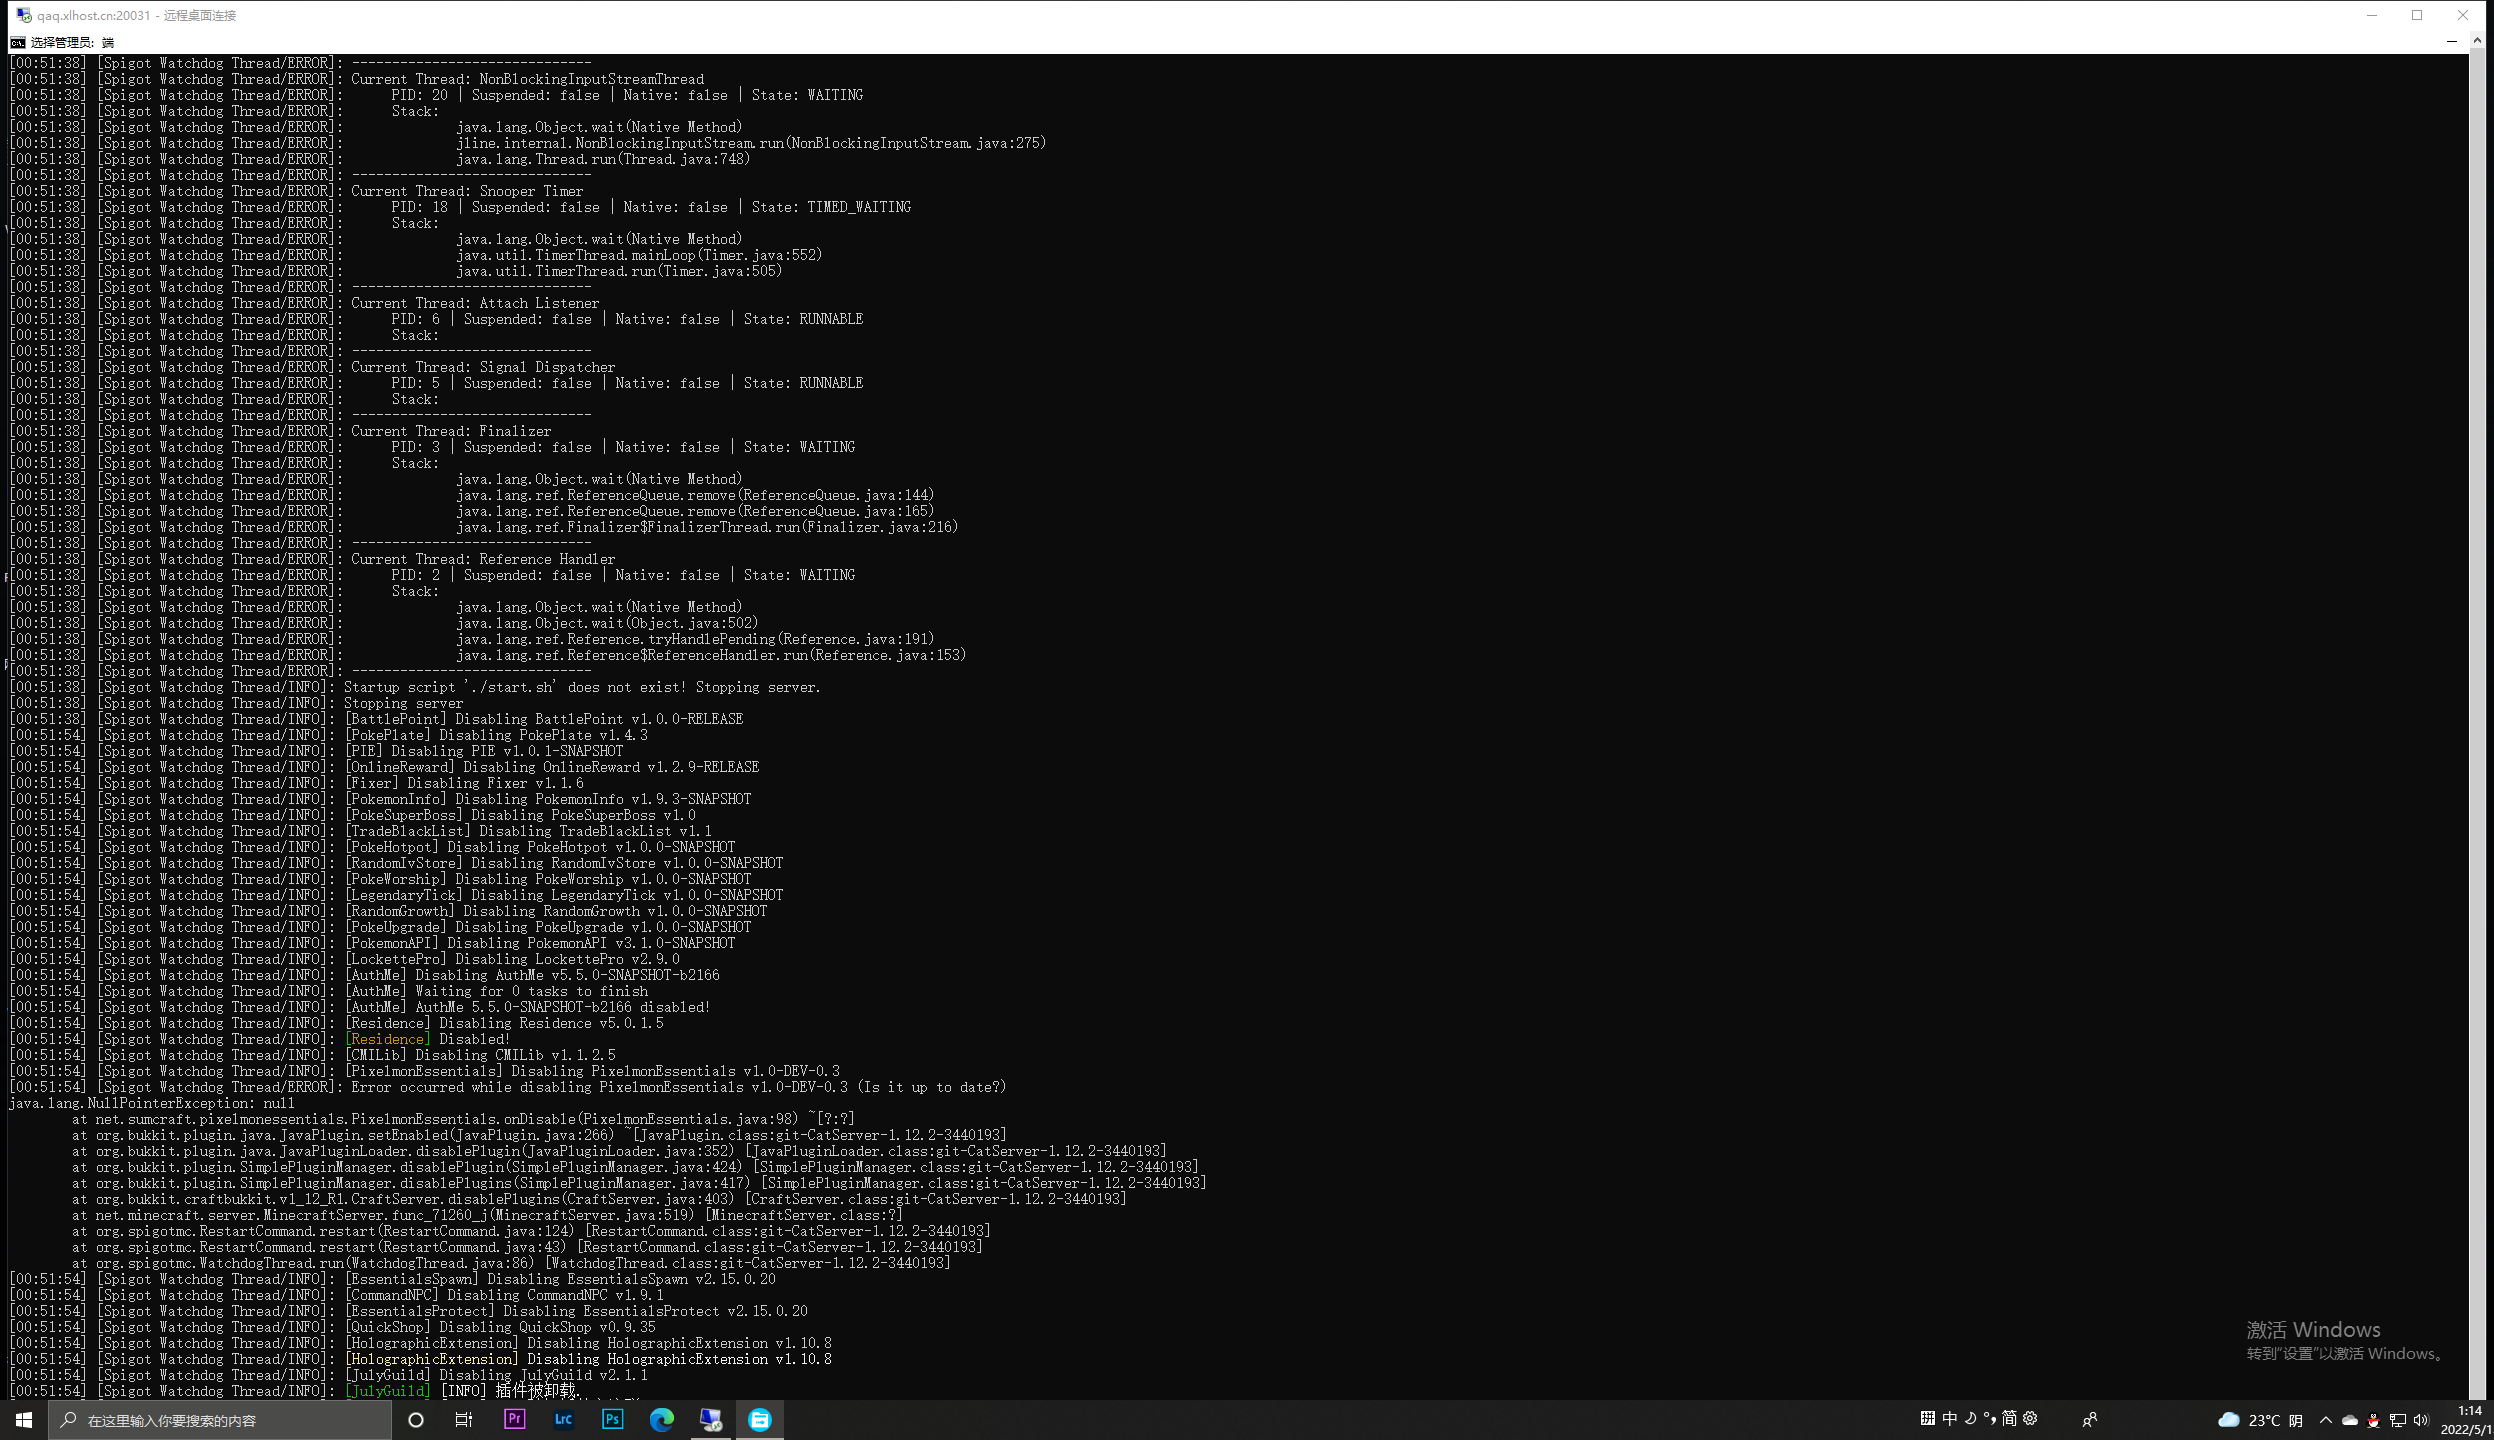 qaq.xlhost.cn:20031 - 远程桌面连接
选择管理员: 端
[00:51:38] [Spigot Watchdog Thread/ERROR]: ------------------------------
[00:51:38] [Spigot Watchdog Thread/ERROR]: Current Thread: NonBlockingInputStreamThread
[00:51:38] [Spigot Watchdog Thread/ERROR]: PID: 20 | Suspended: false | Native: false | State: WAITING
[00:51:38] [Spigot Watchdog Thread/ERROR]: Stack:
[00:51:38] [Spigot Watchdog Thread/ERROR]: java.lang.Object.wait(Native Method)
[00:51:38] [Spigot Watchdog Thread/ERROR]: jline.internal.NonBlockingInputStream.run(NonBlockingInputStream.java:275)
[00:51:38] [Spigot Watchdog Thread/ERROR]: java.lang.Thread.run(Thread.java:748)
[00:51:38] [Spigot Watchdog Thread/ERROR]: ------------------------------
[00:51:38] [Spigot Watchdog Thread/ERROR]: Current Thread: Snooper Timer
[00:51:38] [Spigot Watchdog Thread/ERROR]: PID: 18 | Suspended: false | Native: false | State: TIMED_WAITING
[00:51:38] [Spigot Watchdog Thread/ERROR]: Stack:
[00:51:38] [Spigot Watchdog Thread/ERROR]: java.lang.Object.wait(Native Method)
[00:51:38] [Spigot Watchdog Thread/ERROR]: java.util.TimerThread.mainLoop(Timer.java:552)
[00:51:38] [Spigot Watchdog Thread/ERROR]: java.util.TimerThread.run(Timer.java:505)
[00:51:38] [Spigot Watchdog Thread/ERROR]: ------------------------------
[00:51:38] [Spigot Watchdog Thread/ERROR]: Current Thread: Attach Listener
[00:51:38] [Spigot Watchdog Thread/ERROR]: PID: 6 | Suspended: false | Native: false | State: RUNNABLE
[00:51:38] [Spigot Watchdog Thread/ERROR]: Stack:
[00:51:38] [Spigot Watchdog Thread/ERROR]: ------------------------------
[00:51:38] [Spigot Watchdog Thread/ERROR]: Current Thread: Signal Dispatcher
[00:51:38] [Spigot Watchdog Thread/ERROR]: PID: 5 | Suspended: false | Native: false | State: RUNNABLE
[00:51:38] [Spigot Watchdog Thread/ERROR]: Stack:
[00:51:38] [Spigot Watchdog Thread/ERROR]: ------------------------------
[00:51:38] [Spigot Watchdog Thread/ERROR]: Current Thread: Finalizer
[00:51:38] [Spigot Watchdog Thread/ERROR]: PID: 3 | Suspended: false | Native: false | State: WAITING
[00:51:38] [Spigot Watchdog Thread/ERROR]: Stack:
[00:51:38] [Spigot Watchdog Thread/ERROR]: java.lang.Object.wait(Native Method)
[00:51:38] [Spigot Watchdog Thread/ERROR]: java.lang.ref.ReferenceQueue.remove(ReferenceQueue.java:144)
[00:51:38] [Spigot Watchdog Thread/ERROR]: java.lang.ref.ReferenceQueue.remove(ReferenceQueue.java:165)
[00:51:38] [Spigot Watchdog Thread/ERROR]: java.lang.ref.Finalizer$FinalizerThread.run(Finalizer.java:216)
[00:51:38] [Spigot Watchdog Thread/ERROR]: ------------------------------
[00:51:38] [Spigot Watchdog Thread/ERROR]: Current Thread: Reference Handler
[00:51:38] [Spigot Watchdog Thread/ERROR]: PID: 2 | Suspended: false | Native: false | State: WAITING
[00:51:38] [Spigot Watchdog Thread/ERROR]: Stack:
[00:51:38] [Spigot Watchdog Thread/ERROR]: java.lang.Object.wait(Native Method)
[00:51:38] [Spigot Watchdog Thread/ERROR]: java.lang.Object.wait(Object.java:502)
[00:51:38] [Spigot Watchdog Thread/ERROR]: java.lang.ref.Reference.tryHandlePending(Reference.java:191)
[00:51:38] [Spigot Watchdog Thread/ERROR]: java.lang.ref.Reference$ReferenceHandler.run(Reference.java:153)
[00:51:38] [Spigot Watchdog Thread/ERROR]: ------------------------------
[00:51:38] [Spigot Watchdog Thread/INFO]: Startup script './start.sh' does not exist! Stopping server.
[00:51:38] [Spigot Watchdog Thread/INFO]: Stopping server
[00:51:38] [Spigot Watchdog Thread/INFO]: [BattlePoint] Disabling BattlePoint v1.0.0-RELEASE
[00:51:54] [Spigot Watchdog Thread/INFO]: [PokePlate] Disabling PokePlate v1.4.3
[00:51:54] [Spigot Watchdog Thread/INFO]: [PIE] Disabling PIE v1.0.1-SNAPSHOT
[00:51:54] [Spigot Watchdog Thread/INFO]: [OnlineReward] Disabling OnlineReward v1.2.9-RELEASE
[00:51:54] [Spigot Watchdog Thread/INFO]: [Fixer] Disabling Fixer v1.1.6
[00:51:54] [Spigot Watchdog Thread/INFO]: [PokemonInfo] Disabling PokemonInfo v1.9.3-SNAPSHOT
[00:51:54] [Spigot Watchdog Thread/INFO]: [PokeSuperBoss] Disabling PokeSuperBoss v1.0
[00:51:54] [Spigot Watchdog Thread/INFO]: [TradeBlackList] Disabling TradeBlackList v1.1
[00:51:54] [Spigot Watchdog Thread/INFO]: [PokeHotpot] Disabling PokeHotpot v1.0.0-SNAPSHOT
[00:51:54] [Spigot Watchdog Thread/INFO]: [RandomIvStore] Disabling RandomIvStore v1.0.0-SNAPSHOT
[00:51:54] [Spigot Watchdog Thread/INFO]: [PokeWorship] Disabling PokeWorship v1.0.0-SNAPSHOT
[00:51:54] [Spigot Watchdog Thread/INFO]: [LegendaryTick] Disabling LegendaryTick v1.0.0-SNAPSHOT
[00:51:54] [Spigot Watchdog Thread/INFO]: [RandomGrowth] Disabling RandomGrowth v1.0.0-SNAPSHOT
[00:51:54] [Spigot Watchdog Thread/INFO]: [PokeUpgrade] Disabling PokeUpgrade v1.0.0-SNAPSHOT
[00:51:54] [Spigot Watchdog Thread/INFO]: [PokemonAPI] Disabling PokemonAPI v3.1.0-SNAPSHOT
[00:51:54] [Spigot Watchdog Thread/INFO]: [LockettePro] Disabling LockettePro v2.9.0
[00:51:54] [Spigot Watchdog Thread/INFO]: [AuthMe] Disabling AuthMe v5.5.0-SNAPSHOT-b2166
[00:51:54] [Spigot Watchdog Thread/INFO]: [AuthMe] Waiting for 0 tasks to finish
[00:51:54] [Spigot Watchdog Thread/INFO]: [AuthMe] AuthMe 5.5.0-SNAPSHOT-b2166 disabled!
[00:51:54] [Spigot Watchdog Thread/INFO]: [Residence] Disabling Residence v5.0.1.5
[00:51:54] [Spigot Watchdog Thread/INFO]: [Residence] Disabled!
[00:51:54] [Spigot Watchdog Thread/INFO]: [CMILib] Disabling CMILib v1.1.2.5
[00:51:54] [Spigot Watchdog Thread/INFO]: [PixelmonEssentials] Disabling PixelmonEssentials v1.0-DEV-0.3
[00:51:54] [Spigot Watchdog Thread/ERROR]: Error occurred while disabling PixelmonEssentials v1.0-DEV-0.3 (Is it up to date?)
java.lang.NullPointerException: null
at net.sumcraft.pixelmonessentials.PixelmonEssentials.onDisable(PixelmonEssentials.java:98) ~[?:?]
at org.bukkit.plugin.java.JavaPlugin.setEnabled(JavaPlugin.java:266) ~[JavaPlugin.class:git-CatServer-1.12.2-3440193]
at org.bukkit.plugin.java.JavaPluginLoader.disablePlugin(JavaPluginLoader.java:352) [JavaPluginLoader.class:git-CatServer-1.12.2-3440193]
at org.bukkit.plugin.SimplePluginManager.disablePlugin(SimplePluginManager.java:424) [SimplePluginManager.class:git-CatServer-1.12.2-3440193]
at org.bukkit.plugin.SimplePluginManager.disablePlugins(SimplePluginManager.java:417) [SimplePluginManager.class:git-CatServer-1.12.2-3440193]
at org.bukkit.craftbukkit.v1_12_R1.CraftServer.disablePlugins(CraftServer.java:403) [CraftServer.class:git-CatServer-1.12.2-3440193]
at net.minecraft.server.MinecraftServer.func_71260_j(MinecraftServer.java:519) [MinecraftServer.class:?]
at org.spigotmc.RestartCommand.restart(RestartCommand.java:124) [RestartCommand.class:git-CatServer-1.12.2-3440193]
at org.spigotmc.RestartCommand.restart(RestartCommand.java:43) [RestartCommand.class:git-CatServer-1.12.2-3440193]
at org.spigotmc.WatchdogThread.run(WatchdogThread.java:86) [WatchdogThread.class:git-CatServer-1.12.2-3440193]
[00:51:54] [Spigot Watchdog Thread/INFO]: [EssentialsSpawn] Disabling EssentialsSpawn v2.15.0.20
[00:51:54] [Spigot Watchdog Thread/INFO]: [CommandNPC] Disabling CommandNPC v1.9.1
[00:51:54] [Spigot Watchdog Thread/INFO]: [EssentialsProtect] Disabling EssentialsProtect v2.15.0.20
[00:51:54] [Spigot Watchdog Thread/INFO]: [QuickShop] Disabling QuickShop v0.9.35
[00:51:54] [Spigot Watchdog Thread/INFO]: [HolographicExtension] Disabling HolographicExtension v1.10.8
[00:51:54] [Spigot Watchdog Thread/INFO]: [HolographicExtension] Disabling HolographicExtension v1.10.8
[00:51:54] [Spigot Watchdog Thread/INFO]: [JulyGuild] Disabling JulyGuild v2.1.1
[00:51:54] [Spigot Watchdog Thread/INFO]: [JulyGuild] [INFO] 插件被卸载.
激活 Windows
转到"设置"以激活 Windows。
在这里输入你要搜索的内容
Pr
Lrc
Ps
拼 中 简
23°C 阴
1:14
2022/5/1